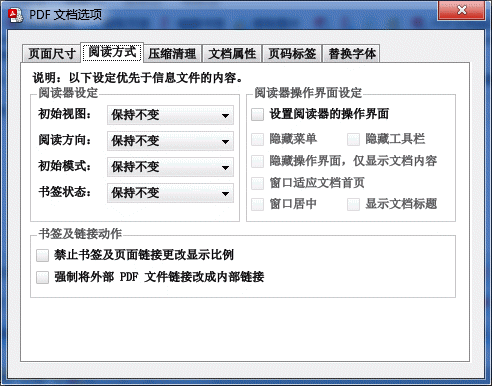 PDF 文档选项
页面尺寸 阅读方式 压缩清理 文档属性 页码标签 替换字体
说明：以下设定优先于信息文件的内容。
阅读器设定
初始视图： 保持不变
阅读方向： 保持不变
初始模式： 保持不变
书签状态： 保持不变
阅读器操作界面设定
设置阅读器的操作界面
隐藏菜单 隐藏工具栏
隐藏操作界面，仅显示文档内容
窗口适应文档首页
窗口居中 显示文档标题
书签及链接动作
禁止书签及页面链接更改显示比例
强制将外部 PDF 文件链接改成内部链接